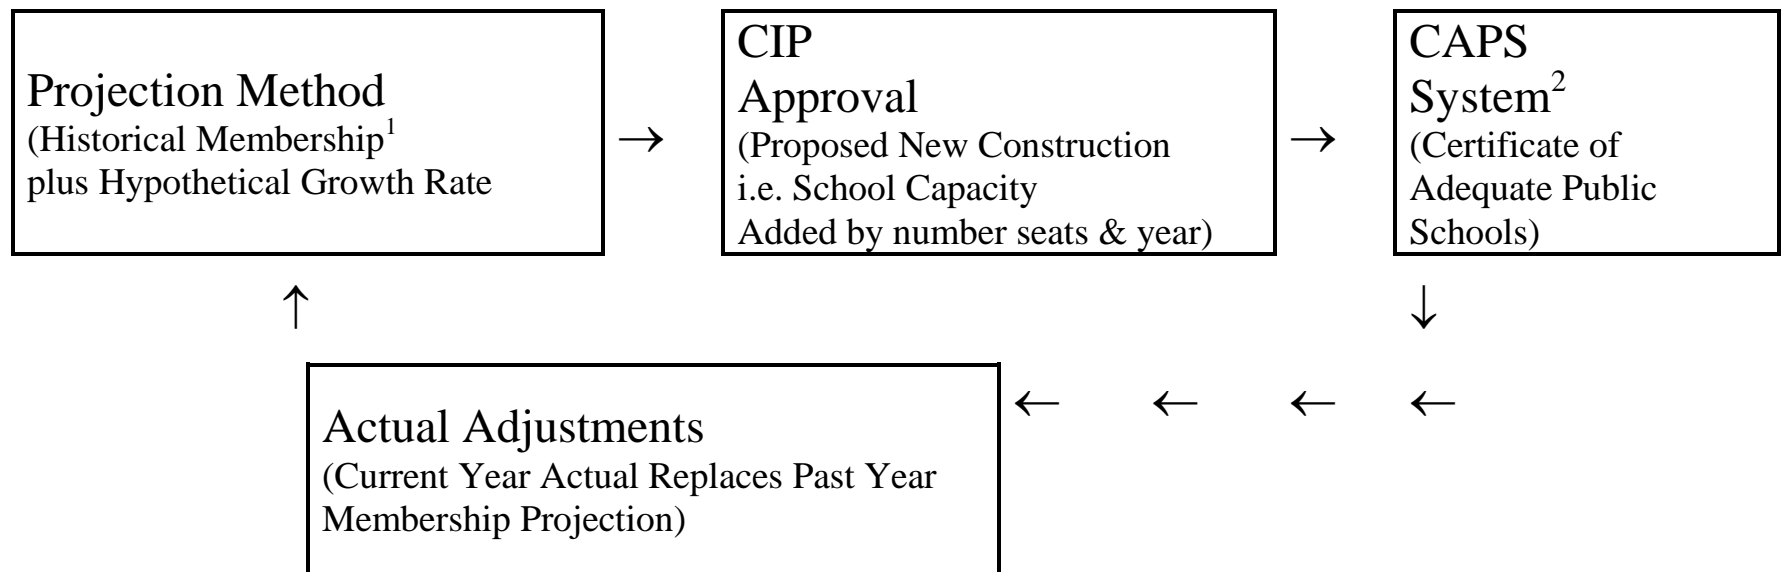 Projection Method
(Historical Membership¹
plus Hypothetical Growth Rate
→
CIP
Approval
(Proposed New Construction
i.e. School Capacity
Added by number seats & year)
→
CAPS
System²
(Certificate of
Adequate Public
Schools)
↑
↓
Actual Adjustments
(Current Year Actual Replaces Past Year
Membership Projection)
← ← ← ←